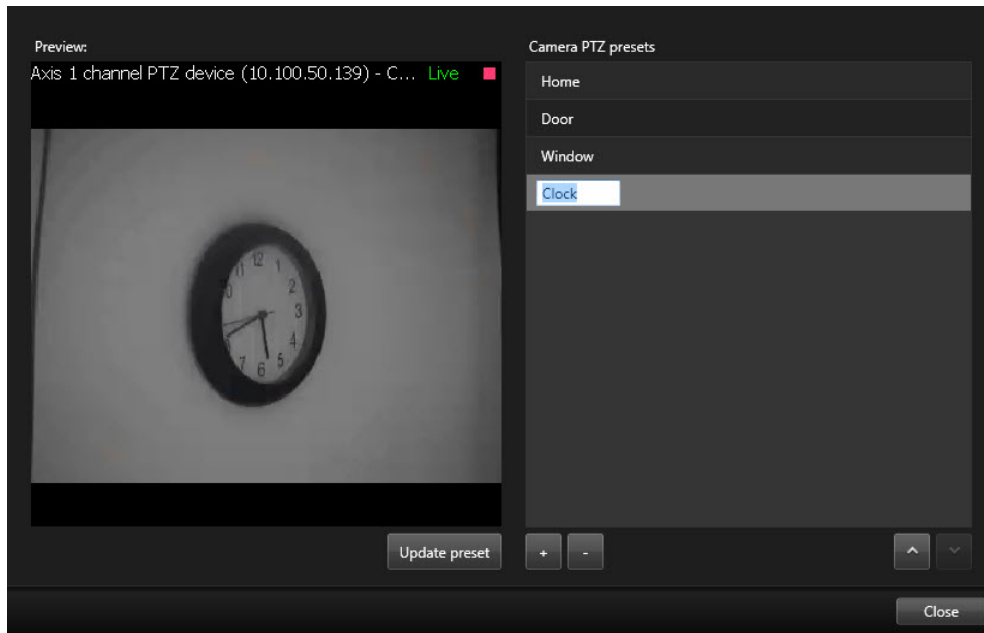 Preview:
Camera PTZ presets
Axis 1 channel PTZ device (10.100.50.139) - C... Live
Home
Door
Window
Clock
12
11
1
2
3
4
5
6
7
Update preset
+
-
Close